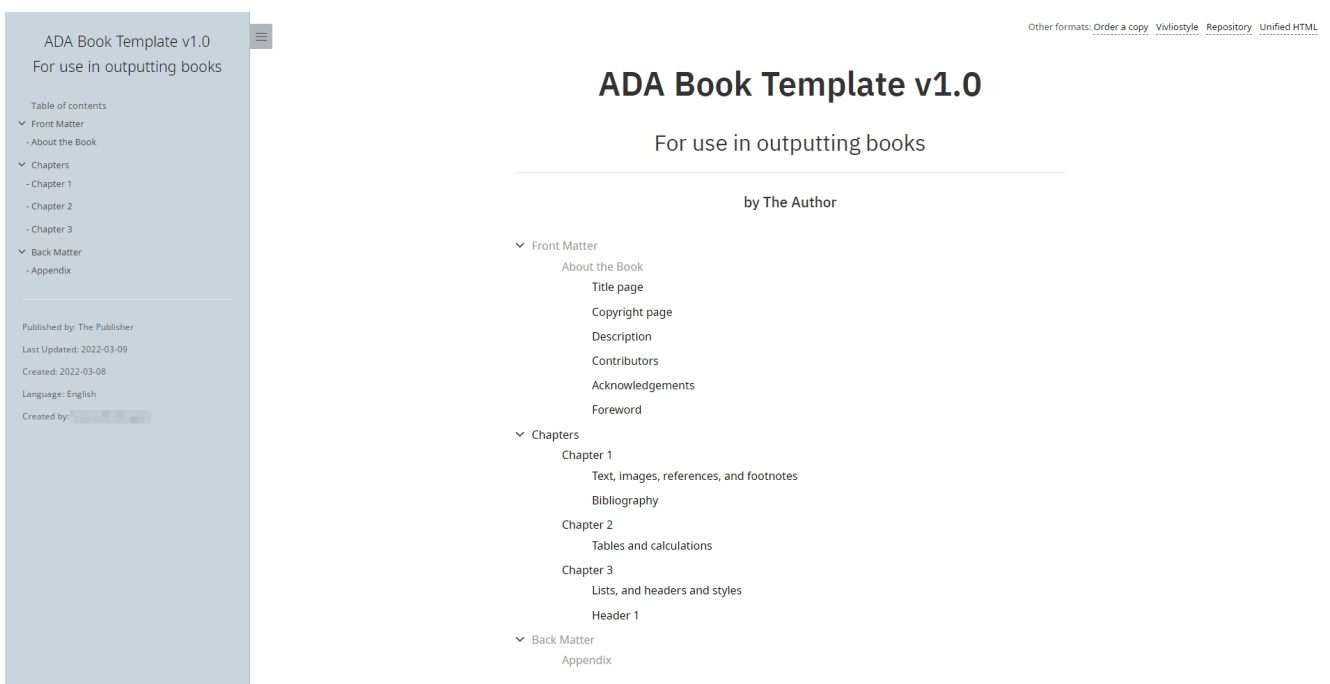 ADA Book Template v1.0
For use in outputting books
Table of contents
Front Matter
- About the Book
Chapters
- Chapter 1
- Chapter 2
- Chapter 3
Back Matter
- Appendix
Published by: The Publisher
Last Updated: 2022-03-09
Created: 2022-03-08
Language: English
Created by:
Other formats: Order a copy Vivliostyle Repository Unified HTML
ADA Book Template v1.0
For use in outputting books
by The Author
Front Matter
About the Book
Title page
Copyright page
Description
Contributors
Acknowledgements
Foreword
Chapters
Chapter 1
Text, images, references, and footnotes
Bibliography
Chapter 2
Tables and calculations
Chapter 3
Lists, and headers and styles
Header 1
Back Matter
Appendix